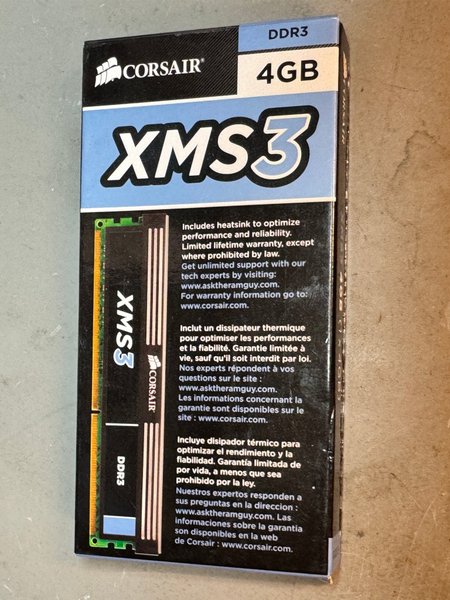 DDR3
CORSAIR
4GB
XMS3
Includes heatsink to optimize
performance and reliability.
Limited lifetime warranty, except
where prohibited by law.
Get unlimited support with our
tech experts by visiting:
www.asktheramguy.com.
For warranty information go to:
www.corsair.com.
Inclut un dissipateur thermique
pour optimiser les performances
et la fiabilité. Garantie limitée à
vie, sauf qu'il soit interdit par loi.
Nos experts répondent à vos
questions sur le site :
www.asktheramguy.com.
Les informations concernant la
garantie sont disponibles sur le
site : www.corsair.com.
Incluye disipador térmico para
optimizar el rendimiento y la
fiabilidad. Garantía limitada de
por vida, a menos que sea
prohibido por la ley.
Nuestros experton responden a
sus preguntas en la direccion :
www.asktheramguy.com. Las
informaciones sobre la garantia
son disponibles en la web
de Corsair : www.corsair.com.
XMS3
CORSAIR
DDR3